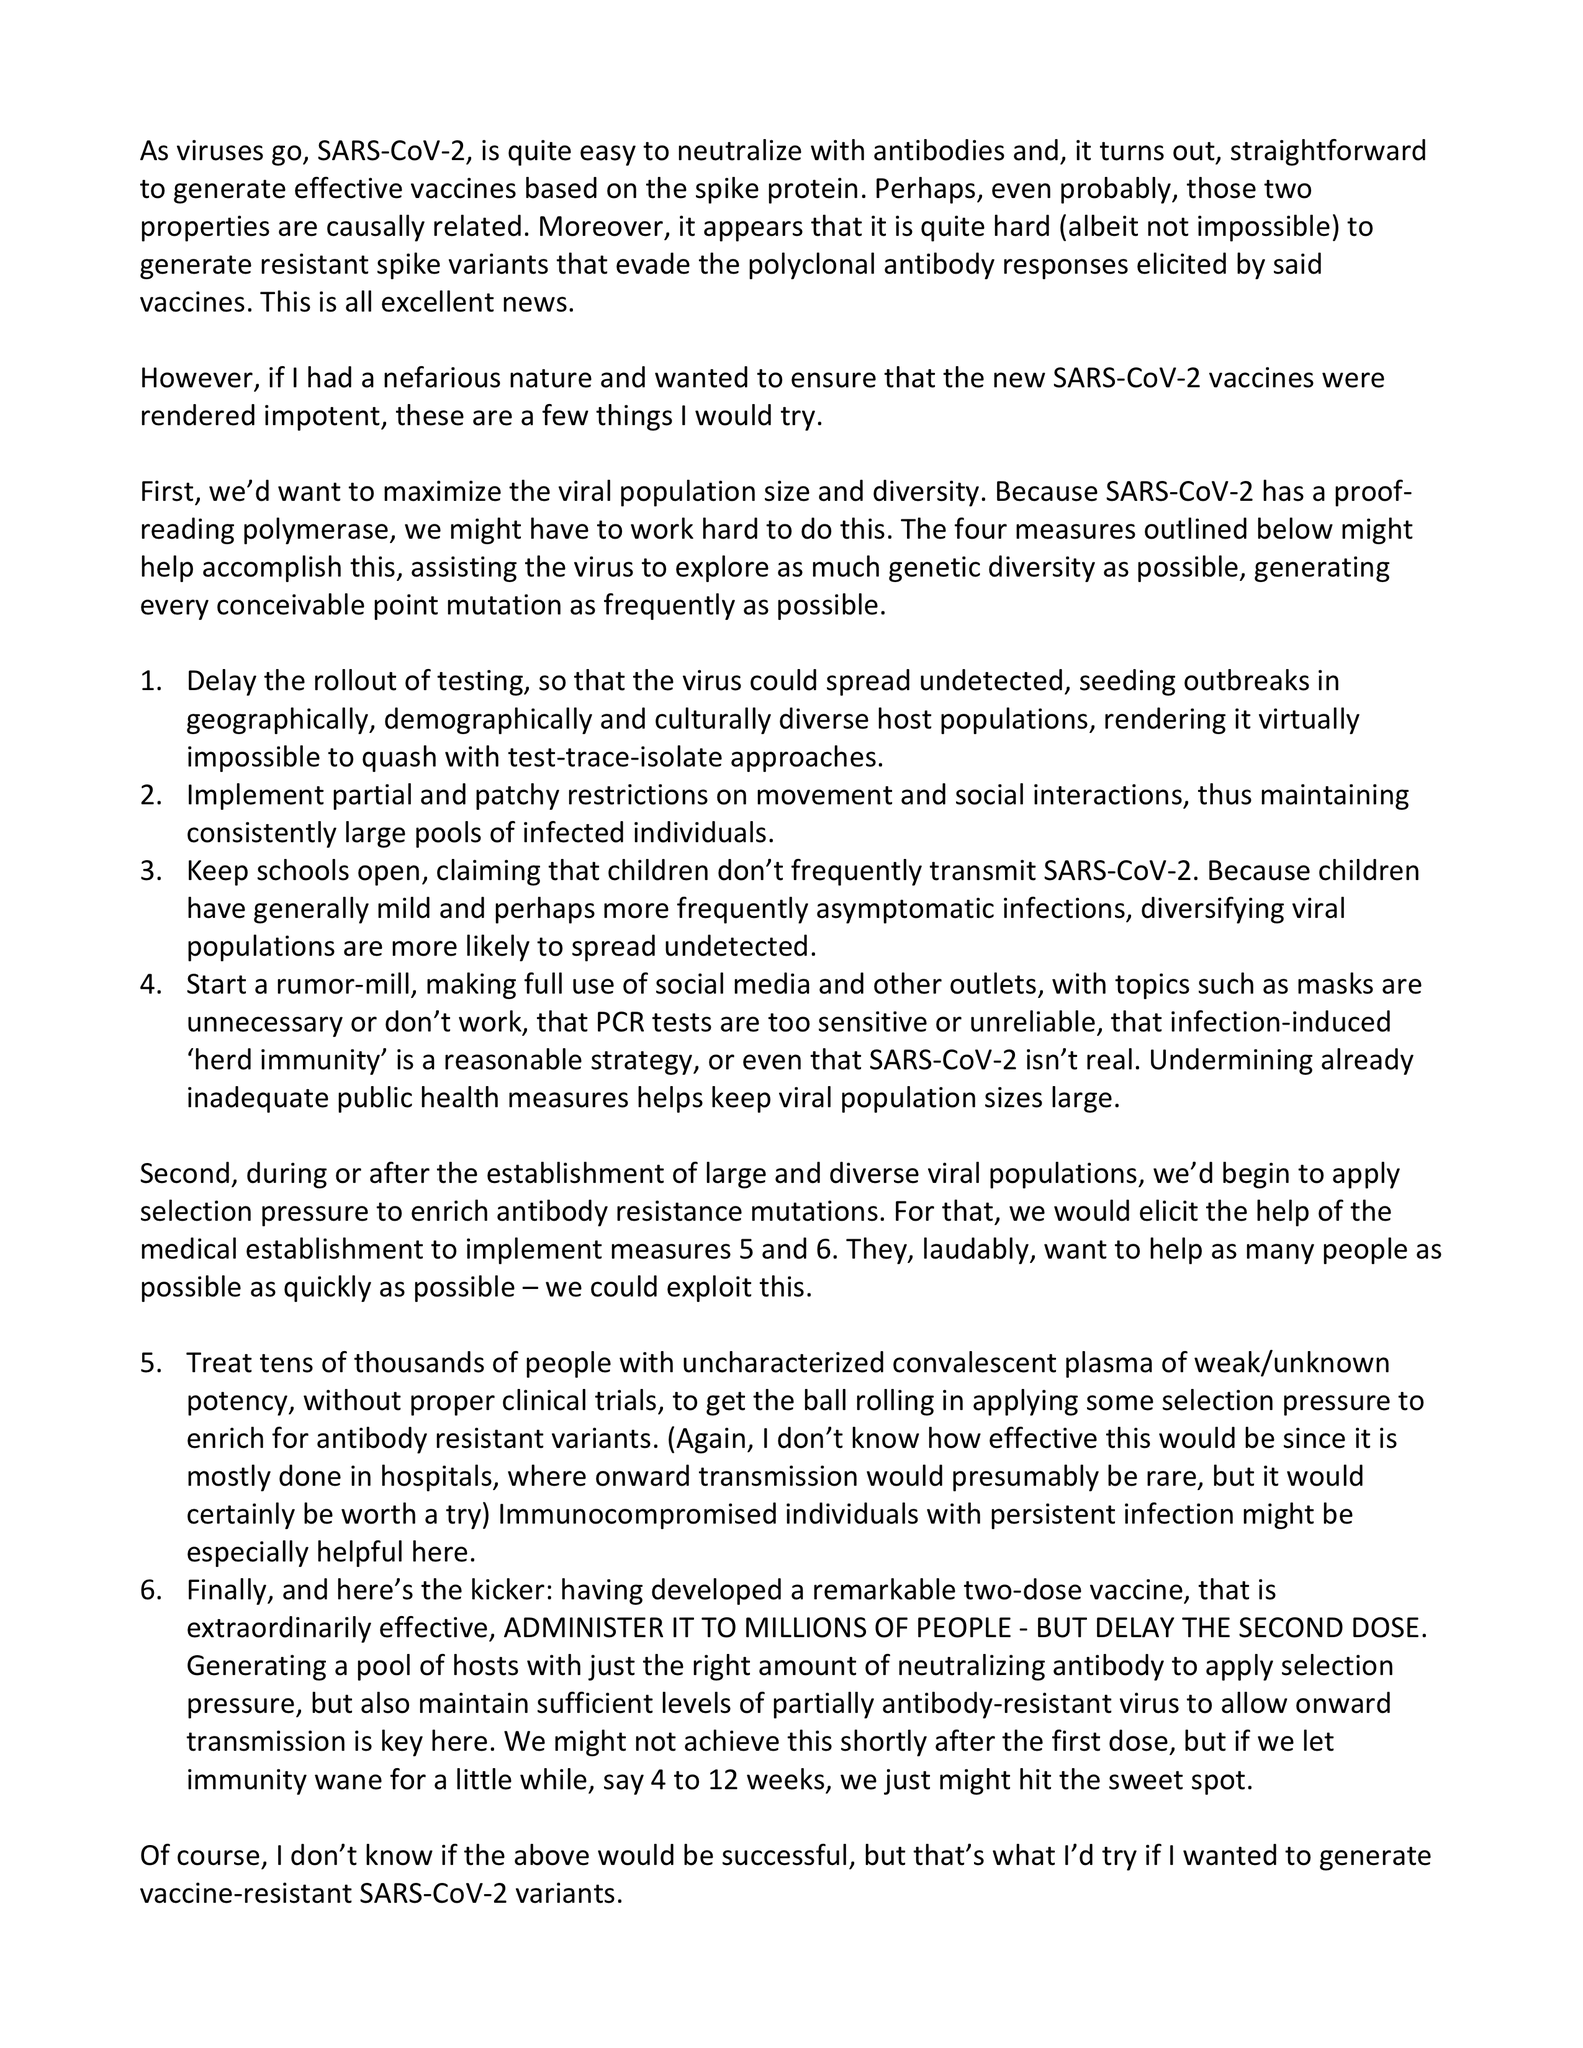 As viruses go, SARS-CoV-2, is quite easy to neutralize with antibodies and, it turns out, straightforward
to generate effective vaccines based on the spike protein. Perhaps, even probably, those two
properties are causally related. Moreover, it appears that it is quite hard (albeit not impossible) to
generate resistant spike variants that evade the polyclonal antibody responses elicited by said
vaccines. This is all excellent news.
However, if I had a nefarious nature and wanted to ensure that the new SARS-CoV-2 vaccines were
rendered impotent, these are a few things I would try.
First, we’d want to maximize the viral population size and diversity. Because SARS-CoV-2 has a proof-
reading polymerase, we might have to work hard to do this. The four measures outlined below might
help accomplish this, assisting the virus to explore as much genetic diversity as possible, generating
every conceivable point mutation as frequently as possible.
1. Delay the rollout of testing, so that the virus could spread undetected, seeding outbreaks in
geographically, demographically and culturally diverse host populations, rendering it virtually
impossible to quash with test-trace-isolate approaches.
2. Implement partial and patchy restrictions on movement and social interactions, thus maintaining
consistently large pools of infected individuals.
3. Keep schools open, claiming that children don’t frequently transmit SARS-CoV-2. Because children
have generally mild and perhaps more frequently asymptomatic infections, diversifying viral
populations are more likely to spread undetected.
4. Start a rumor-mill, making full use of social media and other outlets, with topics such as masks are
unnecessary or don’t work, that PCR tests are too sensitive or unreliable, that infection-induced
‘herd immunity’ is a reasonable strategy, or even that SARS-CoV-2 isn’t real. Undermining already
inadequate public health measures helps keep viral population sizes large.
Second, during or after the establishment of large and diverse viral populations, we’d begin to apply
selection pressure to enrich antibody resistance mutations. For that, we would elicit the help of the
medical establishment to implement measures 5 and 6. They, laudably, want to help as many people as
possible as quickly as possible – we could exploit this.
5. Treat tens of thousands of people with uncharacterized convalescent plasma of weak/unknown
potency, without proper clinical trials, to get the ball rolling in applying some selection pressure to
enrich for antibody resistant variants. (Again, I don’t know how effective this would be since it is
mostly done in hospitals, where onward transmission would presumably be rare, but it would
certainly be worth a try) Immunocompromised individuals with persistent infection might be
especially helpful here.
6. Finally, and here’s the kicker: having developed a remarkable two-dose vaccine, that is
extraordinarily effective, ADMINISTER IT TO MILLIONS OF PEOPLE - BUT DELAY THE SECOND DOSE.
Generating a pool of hosts with just the right amount of neutralizing antibody to apply selection
pressure, but also maintain sufficient levels of partially antibody-resistant virus to allow onward
transmission is key here. We might not achieve this shortly after the first dose, but if we let
immunity wane for a little while, say 4 to 12 weeks, we just might hit the sweet spot.
Of course, I don’t know if the above would be successful, but that’s what I’d try if I wanted to generate
vaccine-resistant SARS-CoV-2 variants.